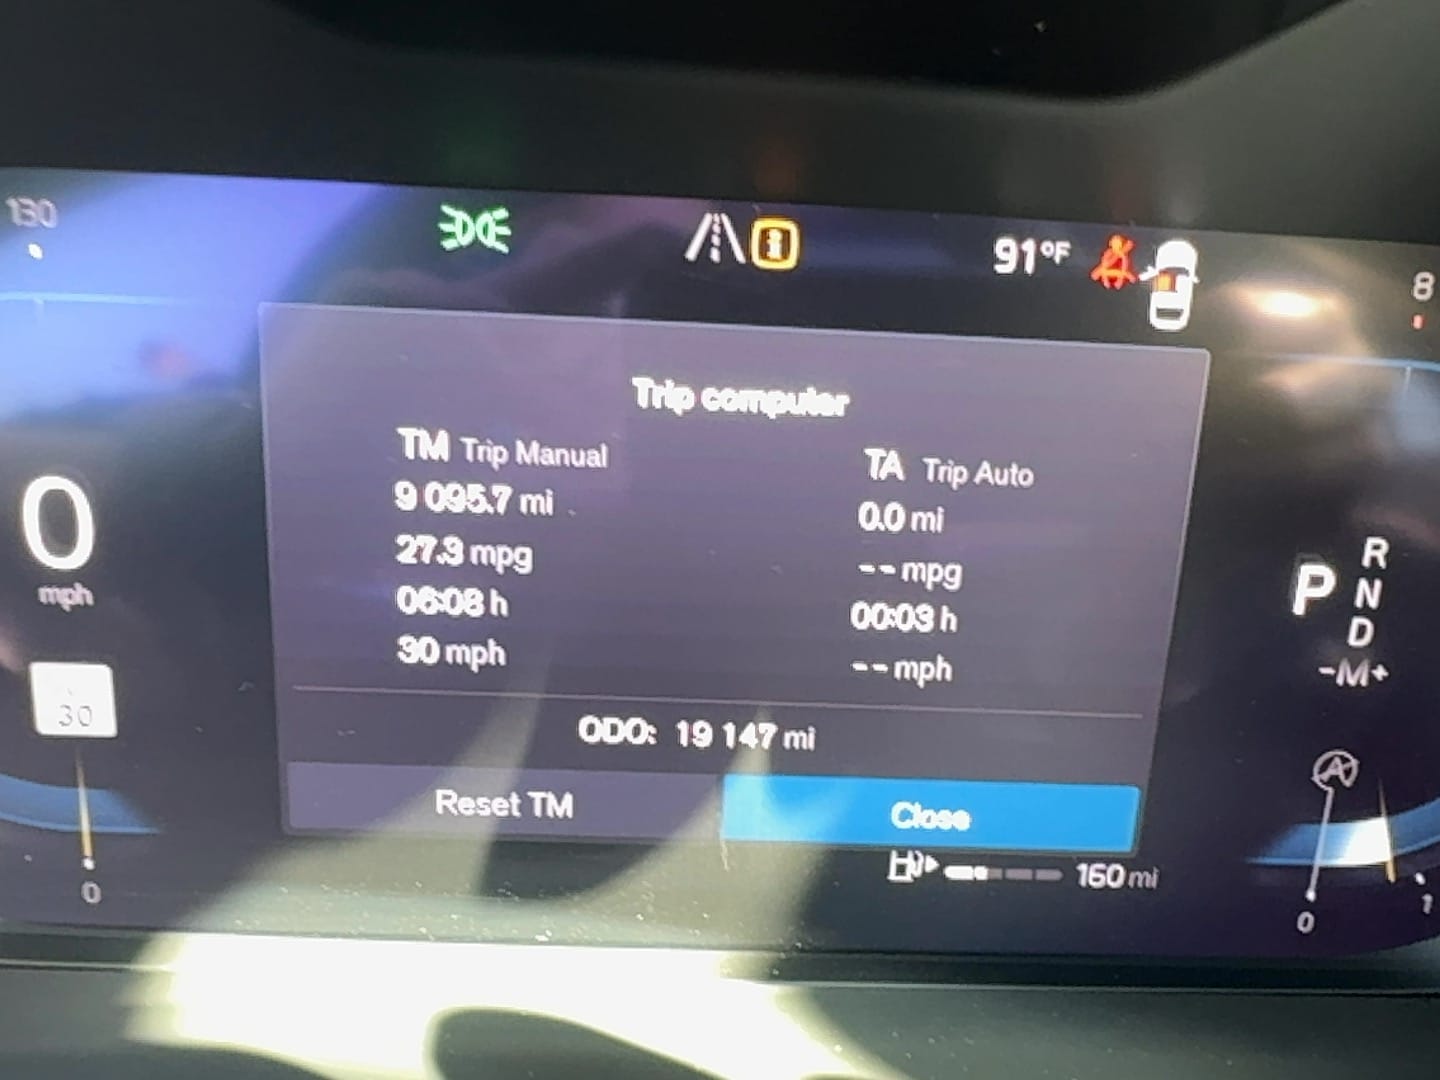 130
91°F
8
Trip computer
TM Trip Manual
TA Trip Auto
9 095.7 mi
0.0 mi
27.3 mpg
-- mpg
06:08 h
00:03 h
30 mph
-- mph
ODO: 19 147 mi
Reset TM
Close
160 mi
0
mph
30
0
P
R
N
D
-M+
A
0
1